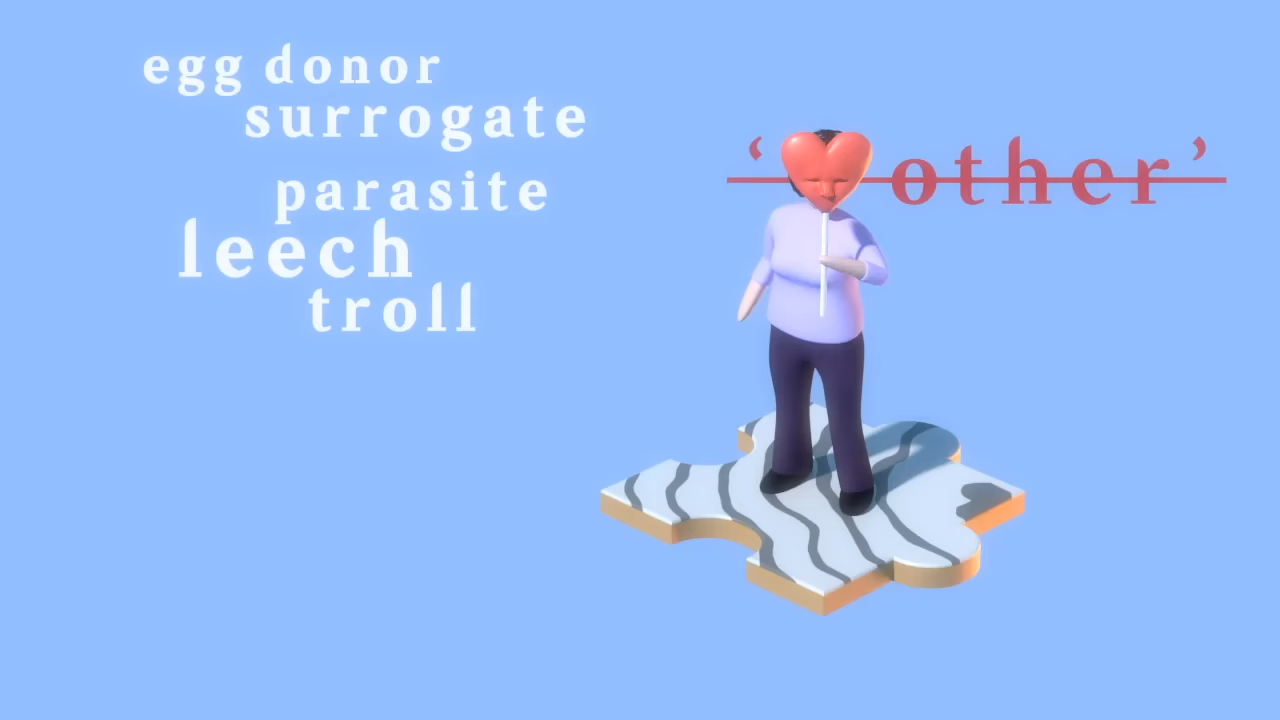 egg donor
surrogate
parasite
leech
troll
‘ other’